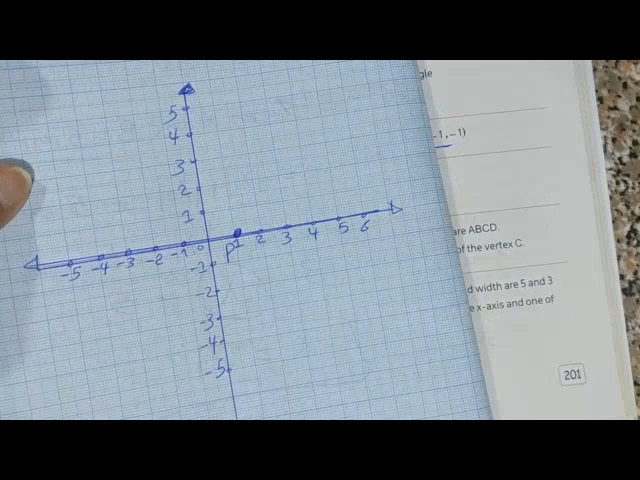 5
4
3
2
1
-5 -4 -3 -2 -1 0 P 1 2 3 4 5 6
-1
-2
-3
-4
-5
gle
-1,-1)
are ABCD.
of the vertex C.
d width are 5 and 3
e x-axis and one of
201